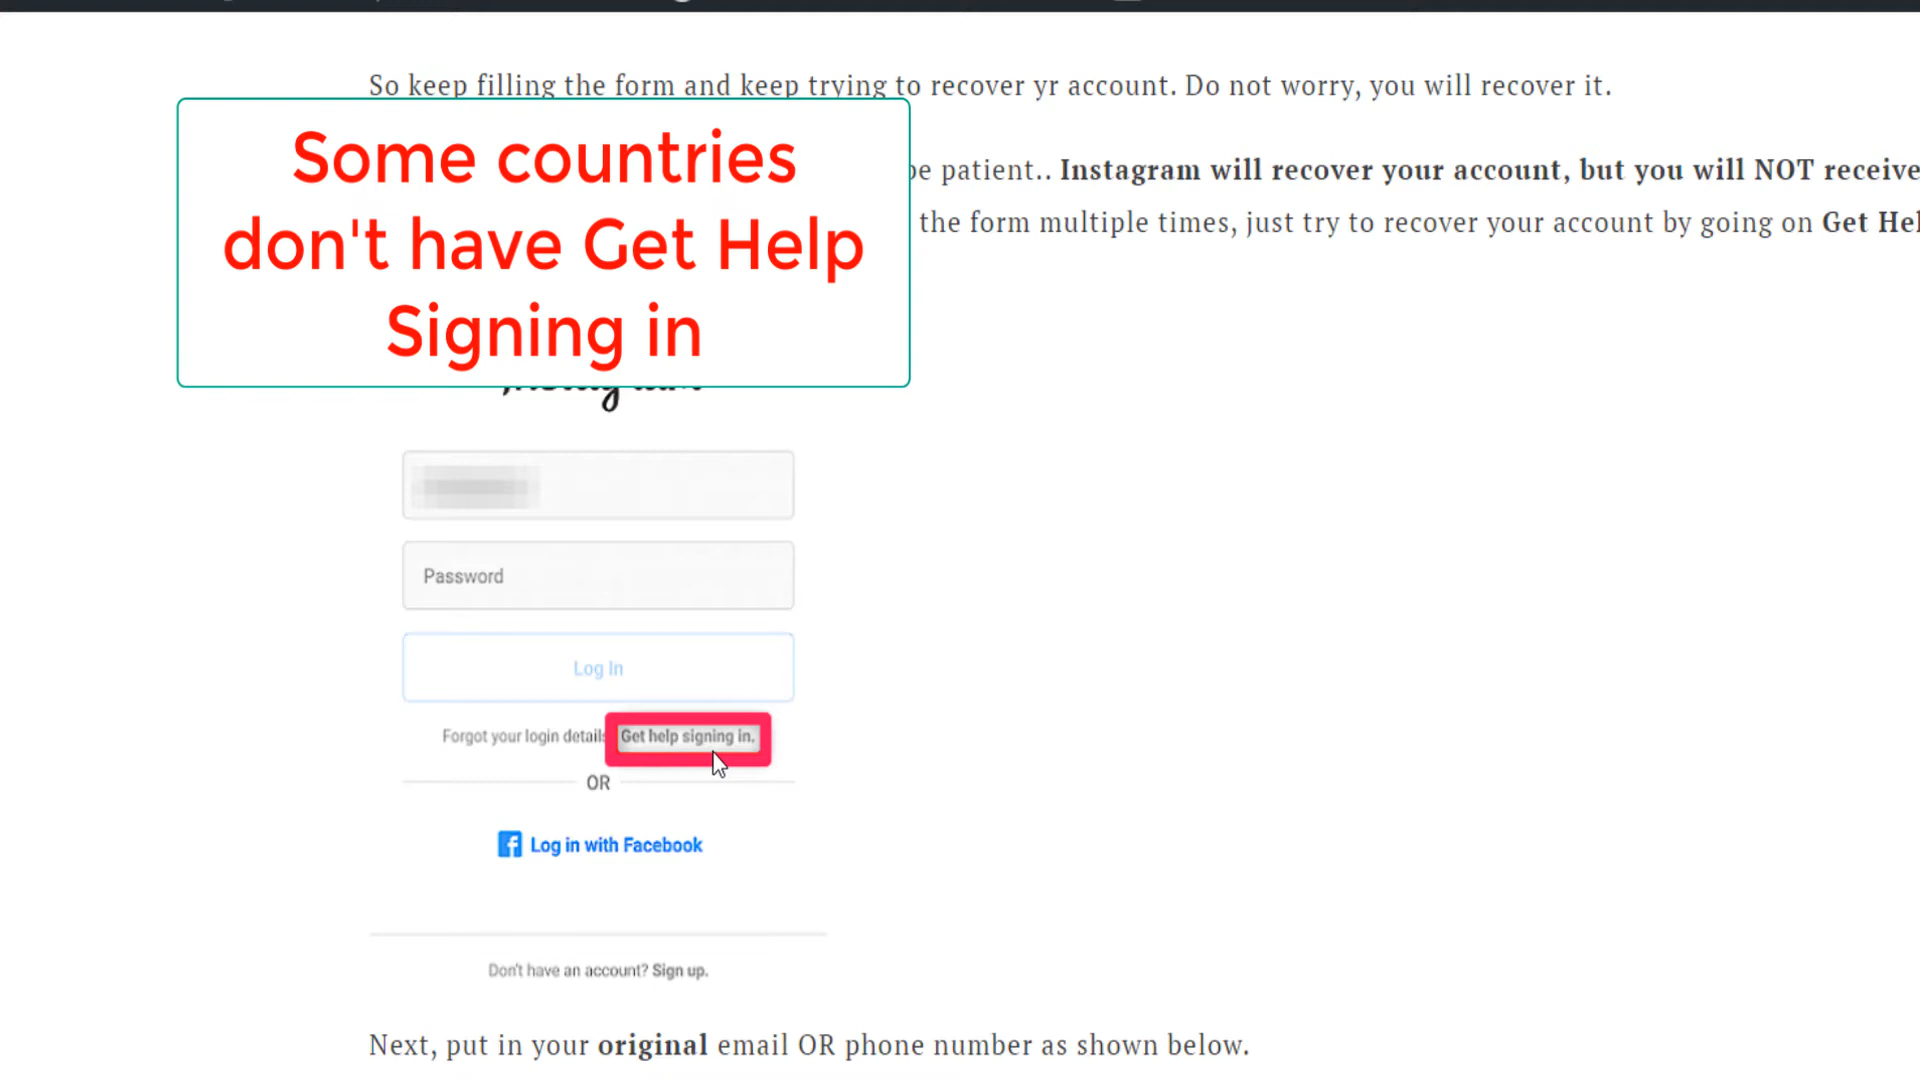 So keep filling the form and keep trying to recover yr account. Do not worry, you will recover it.
Some countries
don't have Get Help
Signing in
be patient.. Instagram will recover your account, but you will NOT receive
the form multiple times, just try to recover your account by going on Get Hel
Password
Log In
Forgot your login details Get help signing in.
OR
Log in with Facebook
Don't have an account? Sign up.
Next, put in your original email OR phone number as shown below.